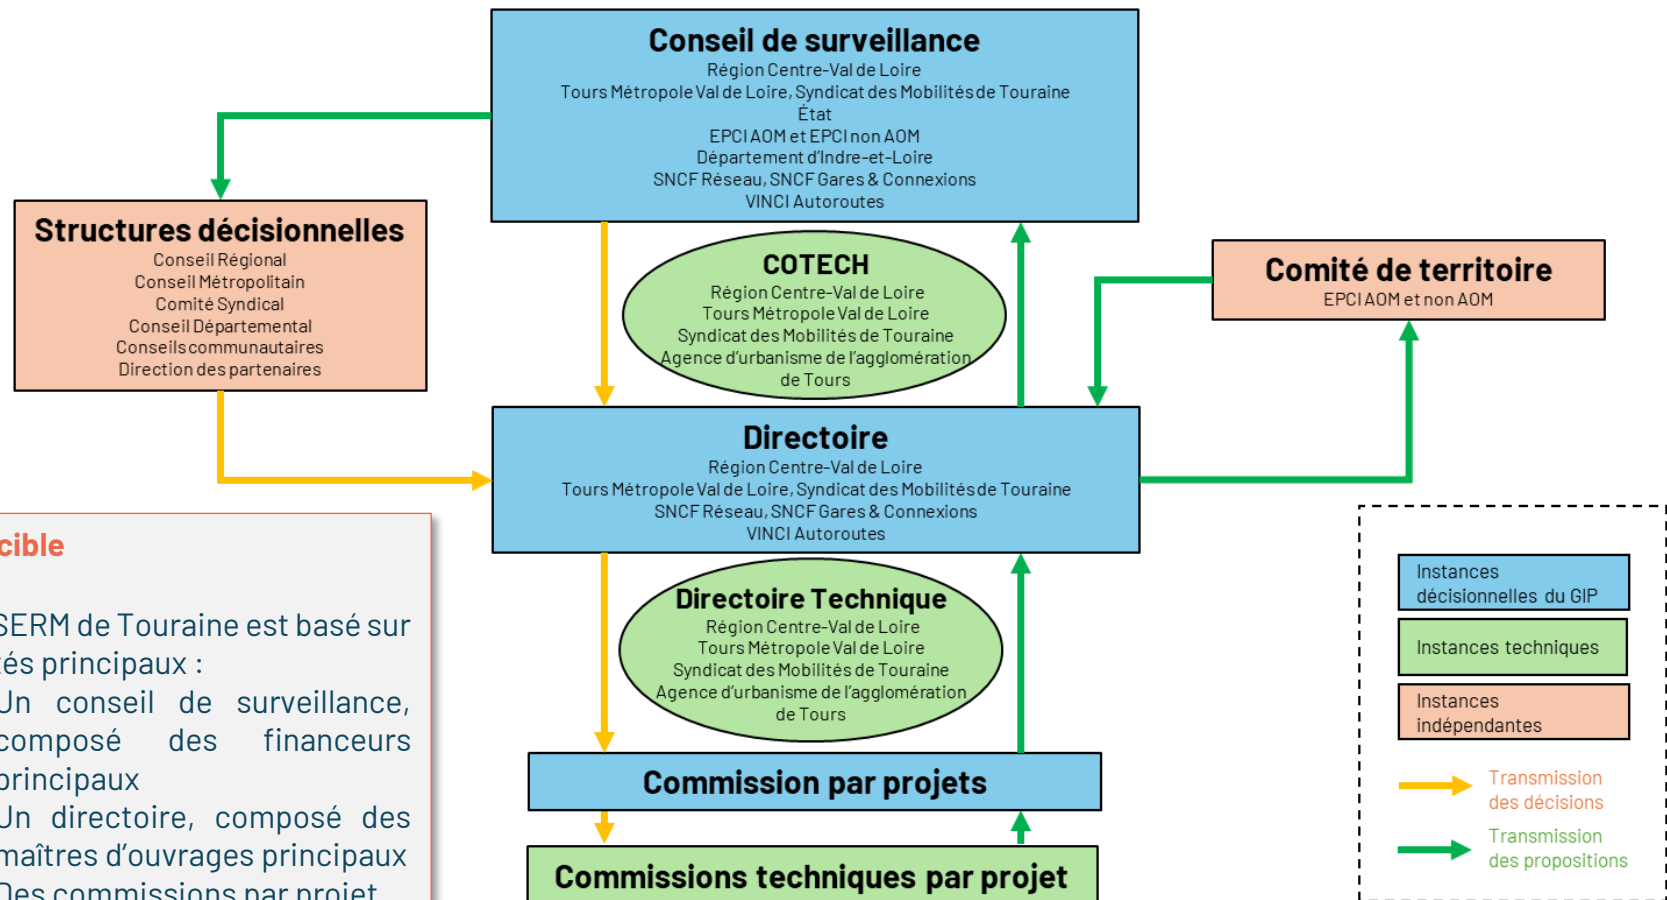 Conseil de surveillance
Région Centre-Val de Loire
Tours Métropole Val de Loire, Syndicat des Mobilités de Touraine
État
EPCI AOM et EPCI non AOM
Département d'Indre-et-Loire
SNCF Réseau, SNCF Gares & Connexions
VINCI Autoroutes
Structures décisionnelles
Conseil Régional
Conseil Métropolitain
Comité Syndical
Conseil Départemental
Conseils communautaires
Direction des partenaires
COTECH
Région Centre-Val de Loire
Tours Métropole Val de Loire
Syndicat des Mobilités de Touraine
Agence d'urbanisme de l'agglomération
de Tours
Comité de territoire
EPCI AOM et non AOM
Directoire
Région Centre-Val de Loire
Tours Métropole Val de Loire, Syndicat des Mobilités de Touraine
SNCF Réseau, SNCF Gares & Connexions
VINCI Autoroutes
cible
SERM de Touraine est basé sur
tés principaux :
Un conseil de surveillance,
composé des financeurs
principaux
Un directoire, composé des
maîtres d'ouvrages principaux
Des commissions par projet
Directoire Technique
Région Centre-Val de Loire
Tours Métropole Val de Loire
Syndicat des Mobilités de Touraine
Agence d'urbanisme de l'agglomération
de Tours
Commission par projets
Commissions techniques par projet
Instances
décisionnelles du GIP
Instances techniques
Instances
indépendantes
Transmission
des décisions
Transmission
des propositions